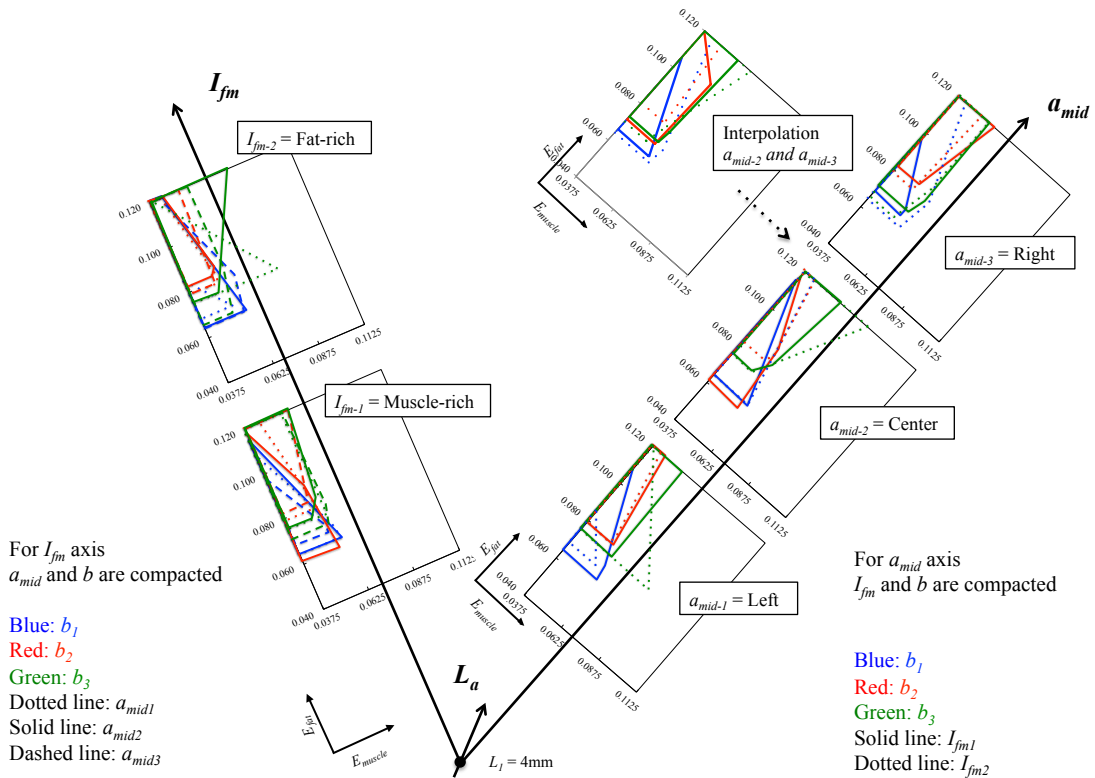 I_fm
I_fm-2 = Fat-rich
0.120
0.100
0.080
0.060
0.040
0.0375
0.0625
0.0875
0.1125
I_fm-1 = Muscle-rich
0.120
0.100
0.080
0.060
0.040
0.0375
0.0625
0.0875
For I_fm axis
a_mid and b are compacted
Blue: b_1
Red: b_2
Green: b_3
Dotted line: a_mid1
Solid line: a_mid2
Dashed line: a_mid3
E_fat
E_muscle
L_a
L_1 = 4mm
0.120
0.100
0.080
0.060
0.040
0.0375
0.0625
0.0875
0.1125
E_fat
E_muscle
Interpolation
a_mid-2 and a_mid-3
a_mid
0.120
0.100
0.080
0.060
0.040
0.0375
0.0625
0.0875
0.1125
a_mid-3 = Right
0.120
0.100
0.080
0.060
0.040
0.0375
0.0625
0.0875
0.1125
a_mid-2 = Center
0.120
0.100
0.080
0.060
0.040
0.0375
0.0625
0.0875
0.1125
E_fat
E_muscle
a_mid-1 = Left
For a_mid axis
I_fm and b are compacted
Blue: b_1
Red: b_2
Green: b_3
Solid line: I_fm1
Dotted line: I_fm2